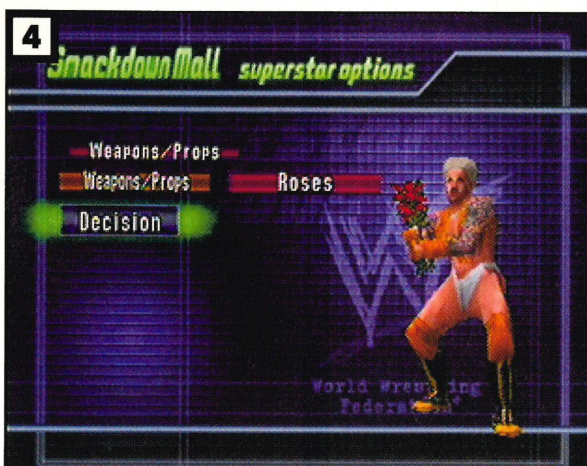 4
SmackdownMall superstar options
Weapons/Props
Weapons/Props Roses
Decision
World Wrestling
Federation